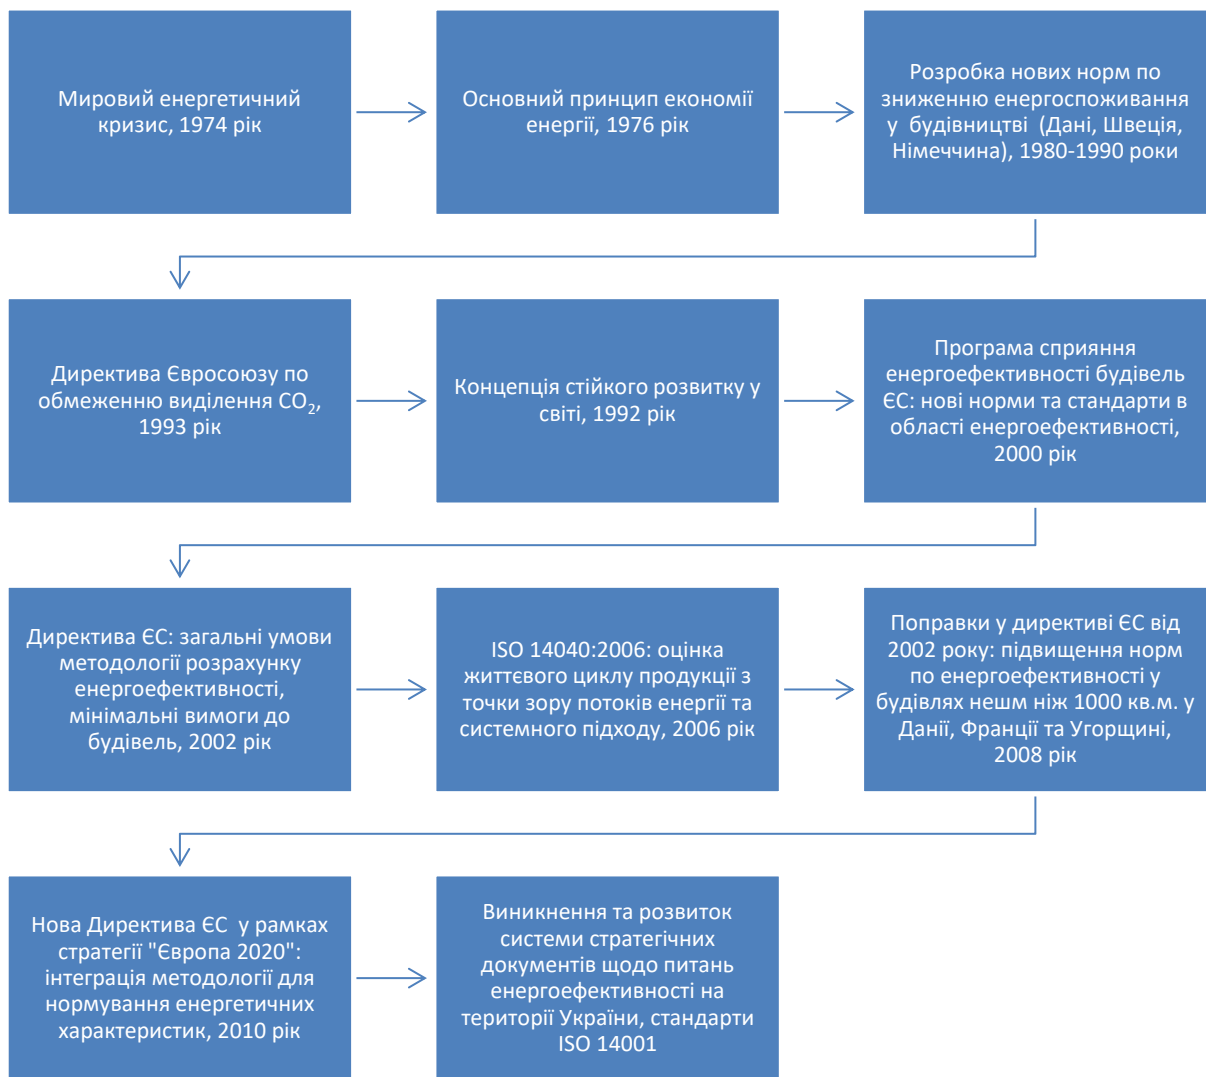 Мировий енергетичний
кризис, 1974 рік
Основний принцип економії
енергії, 1976 рік
Розробка нових норм по
зниженню енергоспоживання
у будівництві (Дані, Швеція,
Німеччина), 1980-1990 роки
Директива Євросоюзу по
обмеженню виділення CO₂,
1993 рік
Концепція стійкого розвитку у
світі, 1992 рік
Програма сприяння
енергоефективності будівель
ЄС: нові норми та стандарти в
області енергоефективності,
2000 рік
Директива ЄС: загальні умови
методології розрахунку
енергоефективності,
мінімальні вимоги до
будівель, 2002 рік
ISO 14040:2006: оцінка
життєвого циклу продукції з
точки зору потоків енергії та
системного підходу, 2006 рік
Поправки у директиві ЄС від
2002 року: підвищення норм
по енергоефективності у
будівлях нешм ніж 1000 кв.м. у
Данії, Франції та Угорщині,
2008 рік
Нова Директива ЄС у рамках
стратегії "Європа 2020":
інтеграція методології для
нормування енергетичних
характеристик, 2010 рік
Виникнення та розвиток
системи стратегічних
документів щодо питань
енергоефективності на
території України, стандарти
ISO 14001